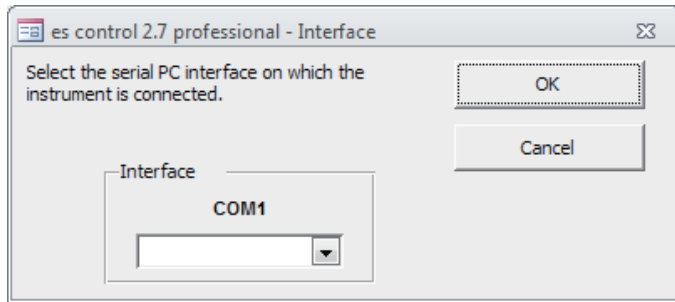 es control 2.7 professional - Interface
Select the serial PC interface on which the
instrument is connected.
OK
Cancel
Interface
COM1